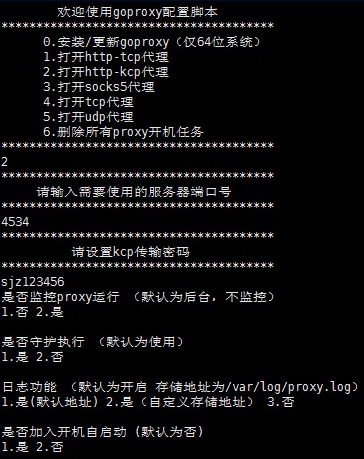 欢迎使用goproxy配置脚本
***************************************
0.安装/更新goproxy（仅64位系统）
1.打开http-tcp代理
2.打开http-kcp代理
3.打开socks5代理
4.打开tcp代理
5.打开udp代理
6.删除所有proxy开机任务
***************************************
2
***************************************
请输入需要使用的服务器端口号
***************************************
4534
***************************************
请设置kcp传输密码
***************************************
sjz123456
是否监控proxy运行 （默认为后台，不监控）
1.否 2.是
是否守护执行 （默认为使用）
1.是 2.否
日志功能 （默认为开启 存储地址为/var/log/proxy.log）
1.是(默认地址) 2.是（自定义存储地址） 3.否
是否加入开机自启动（默认为否)
1.是 2.否